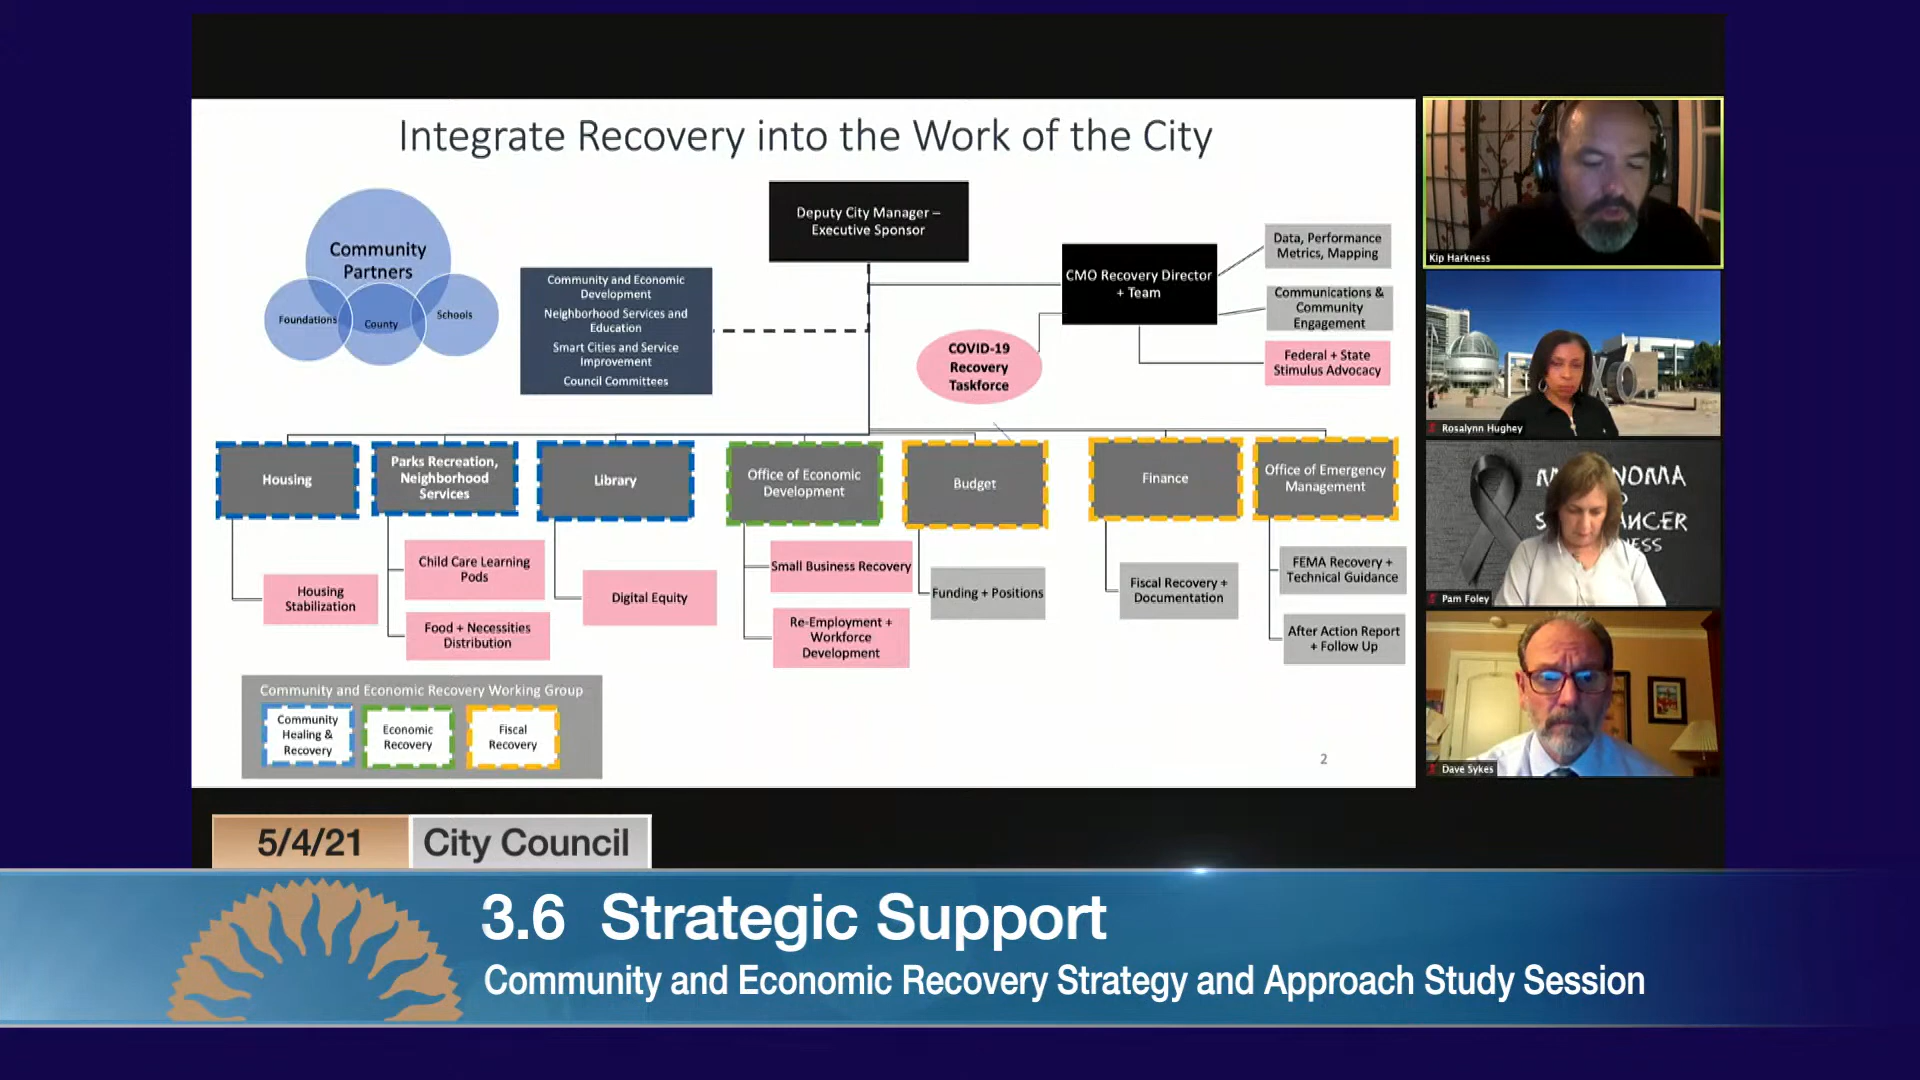 Integrate Recovery into the Work of the City
Community
Partners
Foundations
County
Schools
Community and Economic
Development
Neighborhood Services and
Education
Smart Cities and Service
Improvement
Council Committees
Deputy City Manager –
Executive Sponsor
CMO Recovery Director
+ Team
COVID-19
Recovery
Taskforce
Data, Performance
Metrics, Mapping
Communications &
Community
Engagement
Federal + State
Stimulus Advocacy
Housing
Parks Recreation,
Neighborhood
Services
Library
Office of Economic
Development
Budget
Finance
Office of Emergency
Management
Housing
Stabilization
Child Care Learning
Pods
Food + Necessities
Distribution
Digital Equity
Small Business Recovery
Re-Employment +
Workforce
Development
Funding + Positions
Fiscal Recovery +
Documentation
FEMA Recovery +
Technical Guidance
After Action Report
+ Follow Up
Community and Economic Recovery Working Group
Community
Healing &
Recovery
Economic
Recovery
Fiscal
Recovery
2
Kip Harkness
Rosalynn Hughey
Pam Foley
Dave Sykes
5/4/21
City Council
3.6 Strategic Support
Community and Economic Recovery Strategy and Approach Study Session